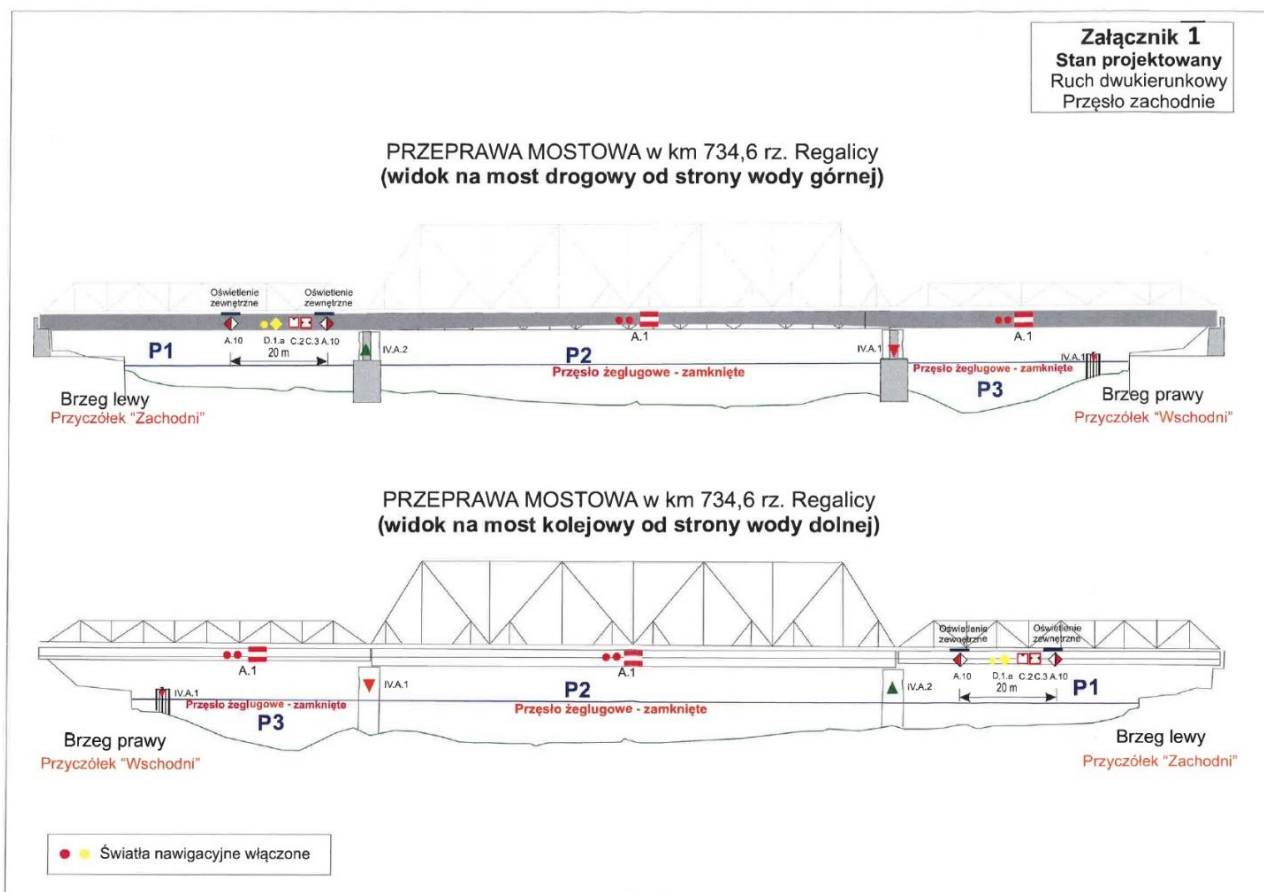 Załącznik 1
Stan projektowany
Ruch dwukierunkowy
Przęsło zachodnie
PRZEPRAWA MOSTOWA w km 734,6 rz. Regalicy
(widok na most drogowy od strony wody górnej)
Oświetlenie zewnętrzne
Oświetlenie zewnętrzne
A.10
D.1.a
C.2
C.3
A.10
20 m
P1
IV.A.2
A.1
P2
Przęsło żeglugowe - zamknięte
IV.A.1
A.1
IV.A.1
Przęsło żeglugowe - zamknięte
P3
Brzeg lewy
Przyczółek "Zachodni"
Brzeg prawy
Przyczółek "Wschodni"
PRZEPRAWA MOSTOWA w km 734,6 rz. Regalicy
(widok na most kolejowy od strony wody dolnej)
A.1
IV.A.1
Przęsło żeglugowe - zamknięte
P3
IV.A.1
A.1
P2
Przęsło żeglugowe - zamknięte
IV.A.2
Oświetlenie zewnętrzne
Oświetlenie zewnętrzne
A.10
D.1.a
C.2
C.3
A.10
20 m
P1
Brzeg prawy
Przyczółek "Wschodni"
Brzeg lewy
Przyczółek "Zachodni"
Światła nawigacyjne włączone